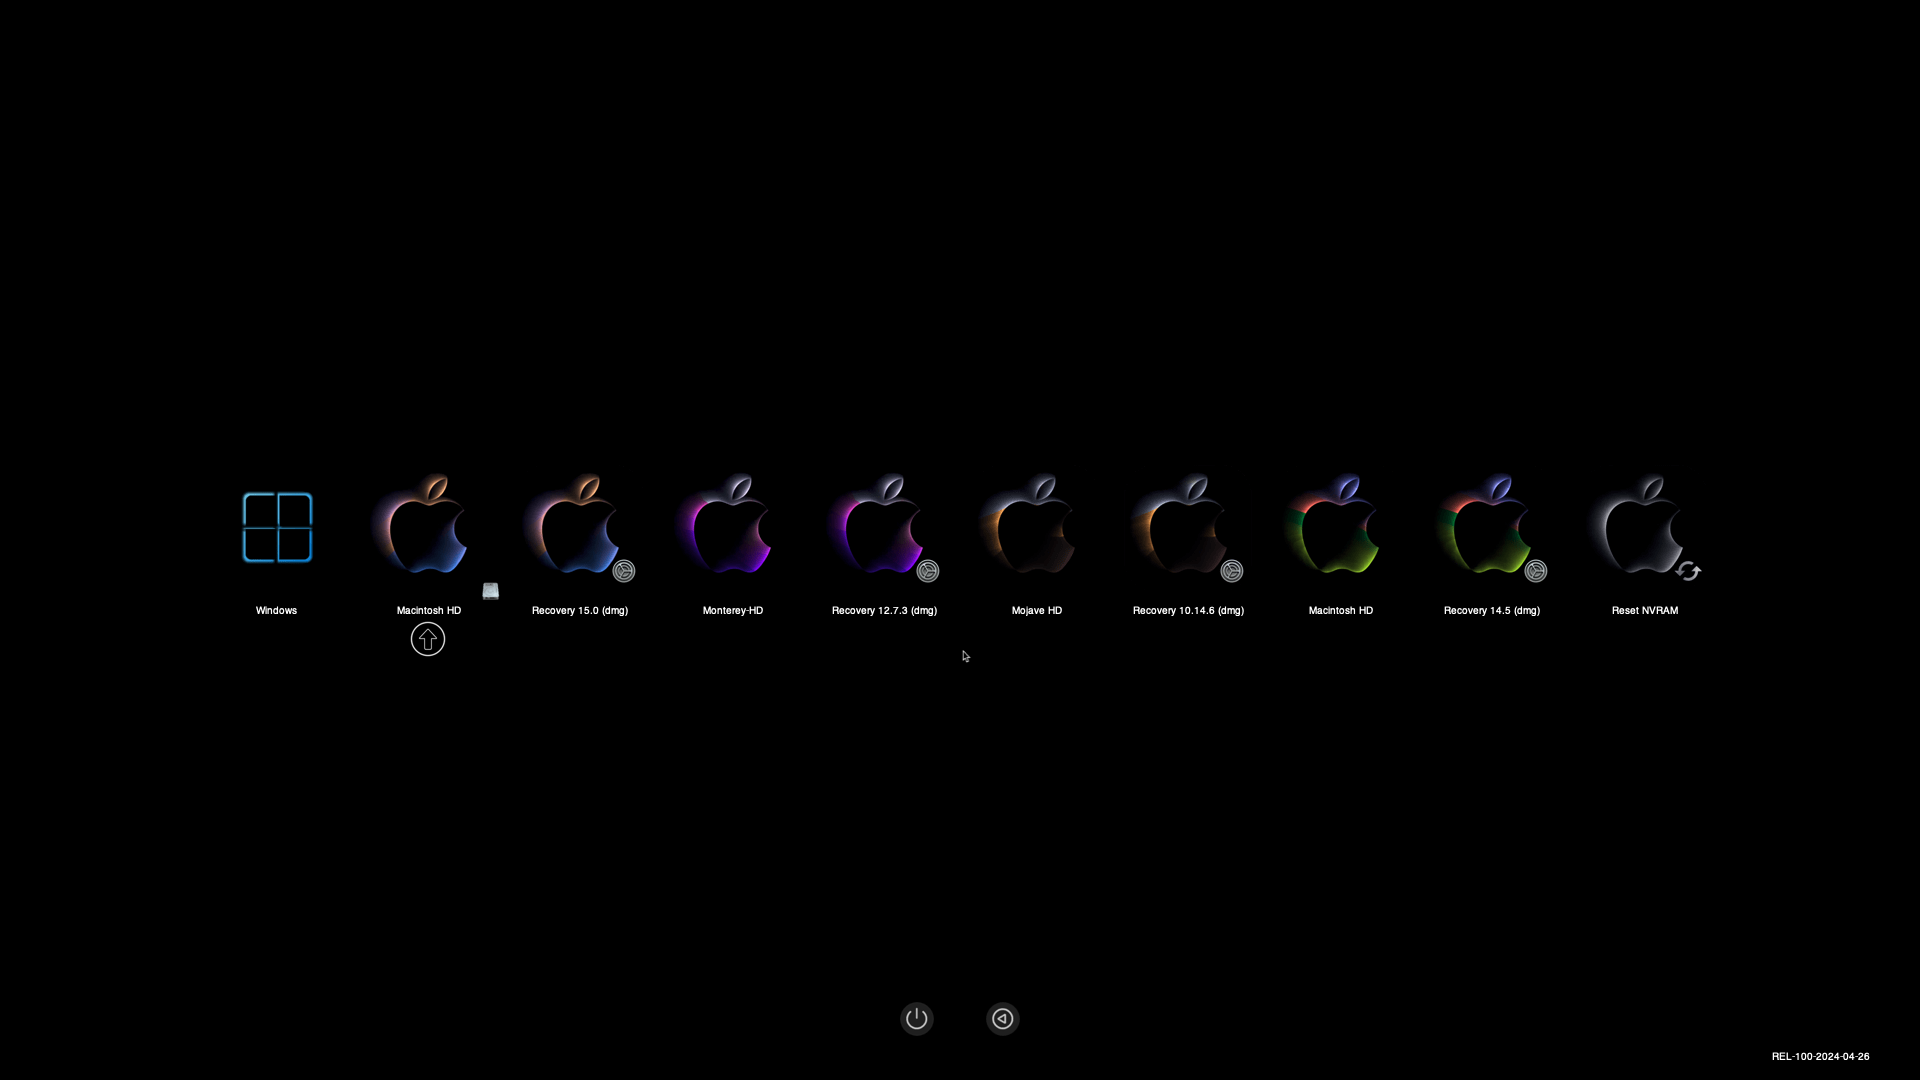 Windows
Macintosh HD
Recovery 15.0 (dmg)
Monterey-HD
Recovery 12.7.3 (dmg)
Mojave HD
Recovery 10.14.6 (dmg)
Macintosh HD
Recovery 14.5 (dmg)
Reset NVRAM
REL-100-2024-04-26